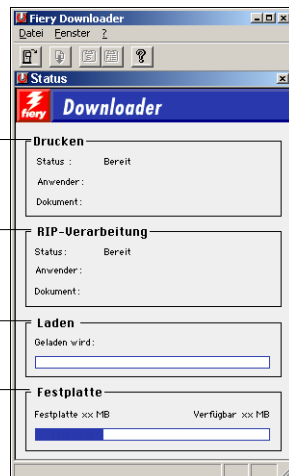 Fiery Downloader
Datei Fenster ?
Status
fiery Downloader
Drucken
Status : Bereit
Anwender :
Dokument:
RIP-Verarbeitung
Status: Bereit
Anwender :
Dokument:
Laden
Geladen wird:
Festplatte
Festplatte xx MB Verfügbar xx MB